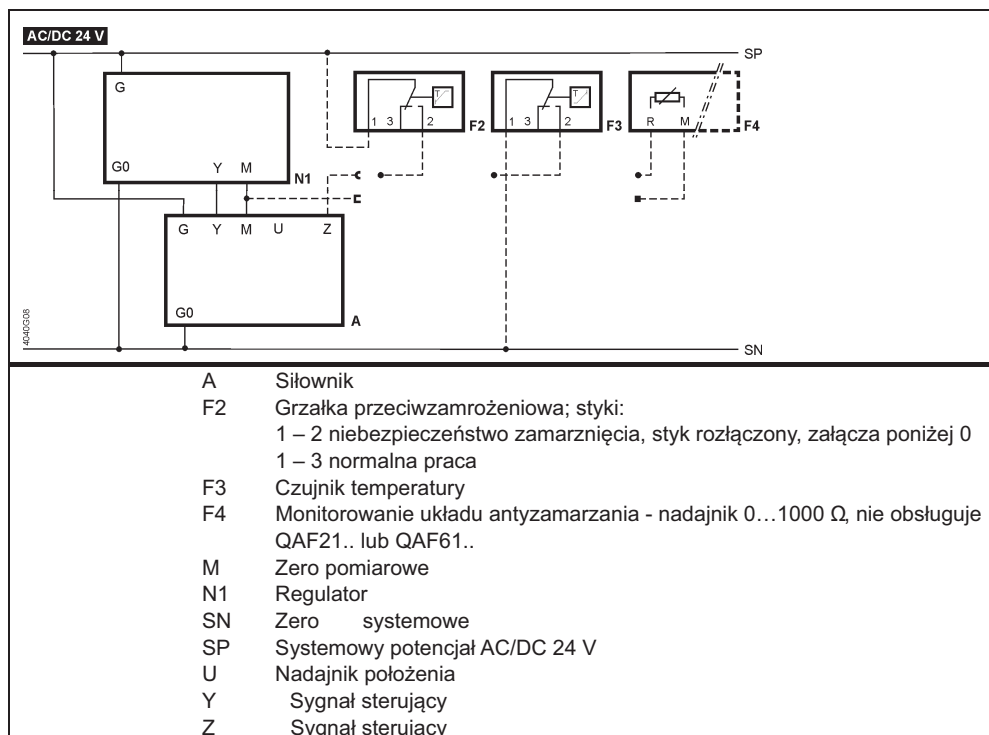 AC/DC 24 V
SP
G
1 3 2
F2
1 3 2
F3
R M
F4
G0 Y M
N1
G Y M U Z
G0
A
4040G08
SN
A Siłownik
F2 Grzałka przeciwzamrożeniowa; styki:
1 – 2 niebezpieczeństwo zamarznięcia, styk rozłączony, załącza poniżej 0
1 – 3 normalna praca
F3 Czujnik temperatury
F4 Monitorowanie układu antyzamarzania - nadajnik 0…1000 Ω, nie obsługuje
QAF21.. lub QAF61..
M Zero pomiarowe
N1 Regulator
SN Zero systemowe
SP Systemowy potencjał AC/DC 24 V
U Nadajnik położenia
Y Sygnał sterujący
Z Sygnał sterujący